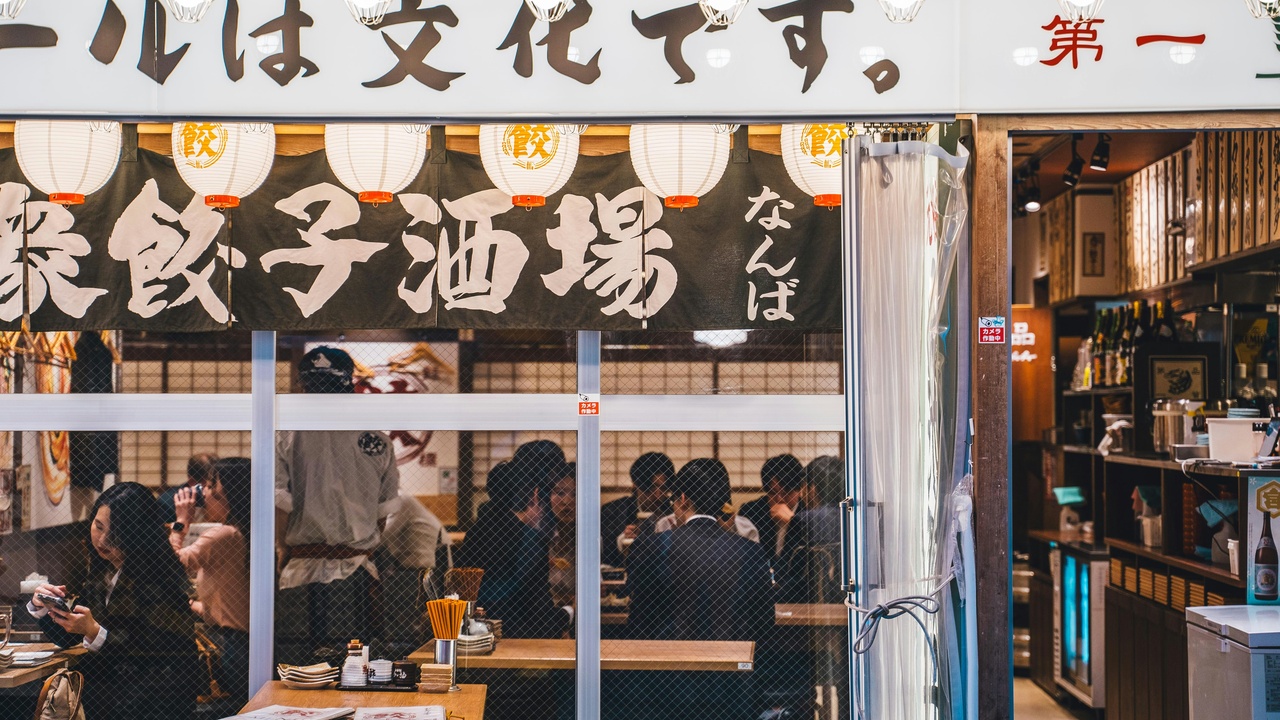 ールは文化です。
第一
餃
餃
餃
餃子酒場
なんば
カメラ
作動中
カメラ
作動中